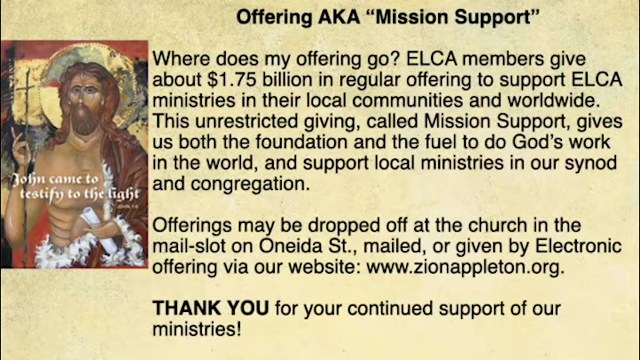 Offering AKA “Mission Support”
Where does my offering go? ELCA members give
about $1.75 billion in regular offering to support ELCA
ministries in their local communities and worldwide.
This unrestricted giving, called Mission Support, gives
us both the foundation and the fuel to do God’s work
in the world, and support local ministries in our synod
and congregation.
Offerings may be dropped off at the church in the
mail-slot on Oneida St., mailed, or given by Electronic
offering via our website: www.zionappleton.org.
THANK YOU for your continued support of our
ministries!
John came to
testify to the light